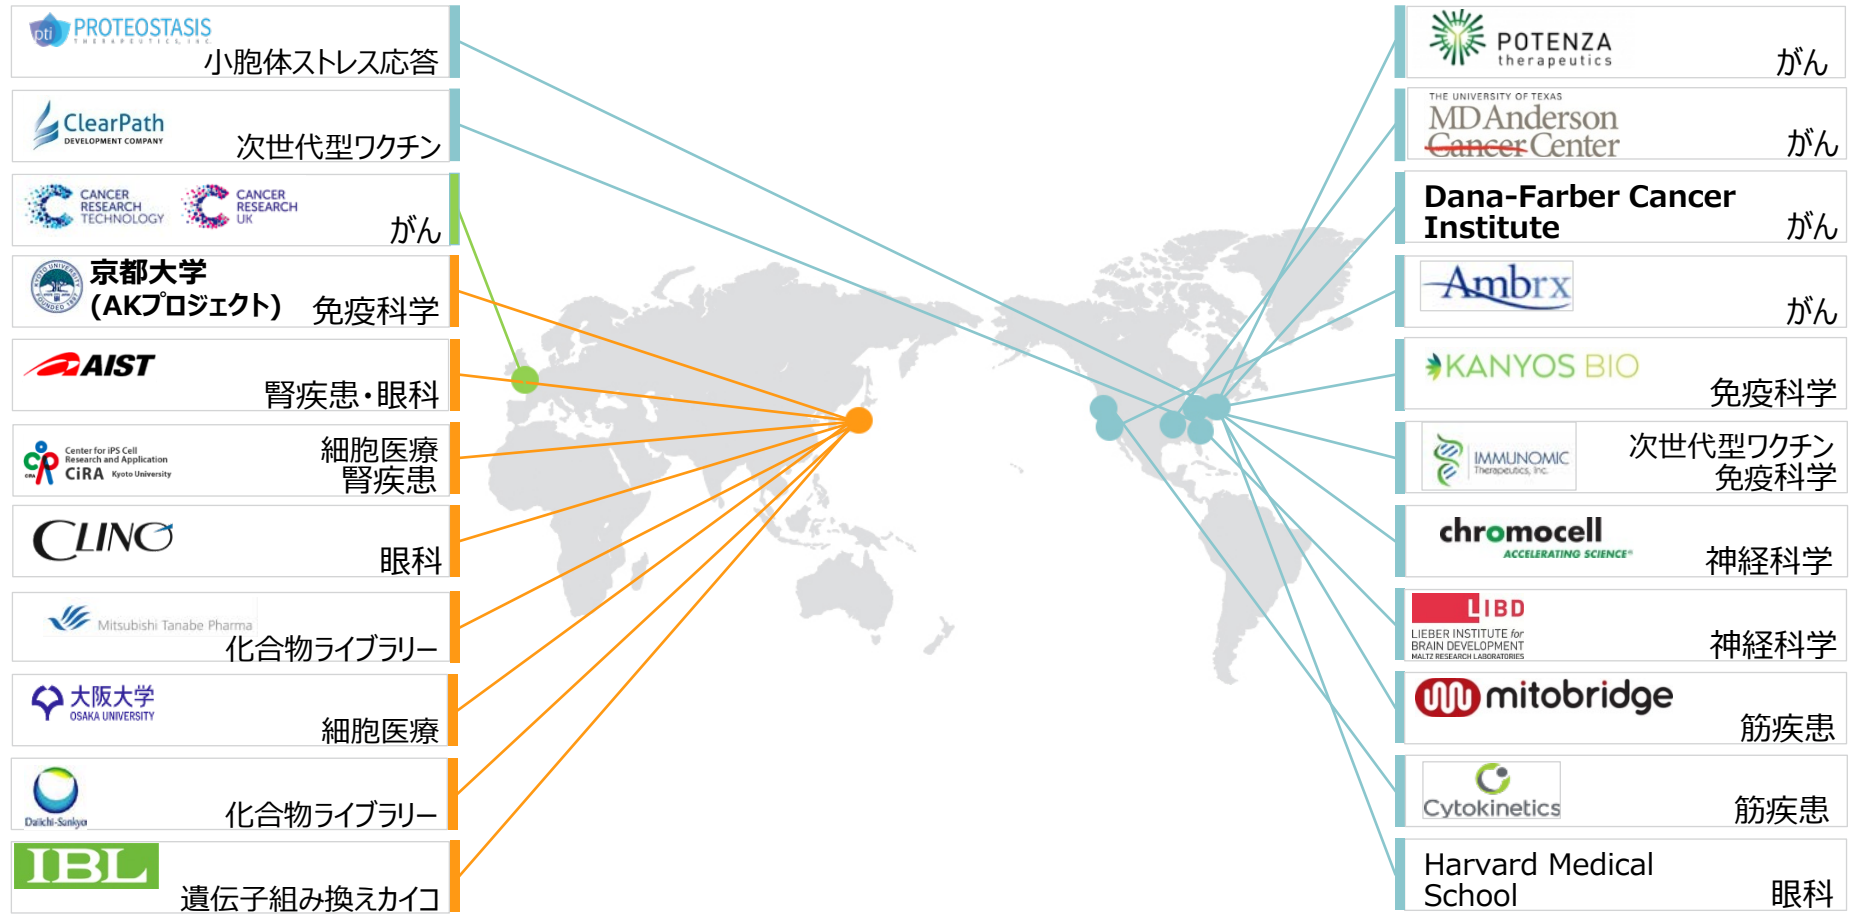 pti PROTEOSTASIS
THERAPEUTICS, INC.
小胞体ストレス応答
ClearPath
DEVELOPMENT COMPANY
次世代型ワクチン
CANCER
RESEARCH
TECHNOLOGY
CANCER
RESEARCH
UK
がん
京都大学
(AKプロジェクト)
免疫科学
AIST
腎疾患・眼科
Center for iPS Cell
Research and Application
CiRA Kyoto University
細胞医療
腎疾患
CLINO
眼科
Mitsubishi Tanabe Pharma
化合物ライブラリー
大阪大学
OSAKA UNIVERSITY
細胞医療
Daiichi-Sankyo
化合物ライブラリー
IBL
遺伝子組み換えカイコ
POTENZA
therapeutics
がん
THE UNIVERSITY OF TEXAS
MD Anderson
Cancer Center
がん
Dana-Farber Cancer
Institute
がん
Ambrx
がん
KANYOS BIO
免疫科学
IMMUNOMIC
Therapeutics, Inc.
次世代型ワクチン
免疫科学
chromocell
ACCELERATING SCIENCE®
神経科学
LIBD
LIEBER INSTITUTE for
BRAIN DEVELOPMENT
MALTZ RESEARCH LABORATORIES
神経科学
mitobridge
筋疾患
Cytokinetics
筋疾患
Harvard Medical
School
眼科